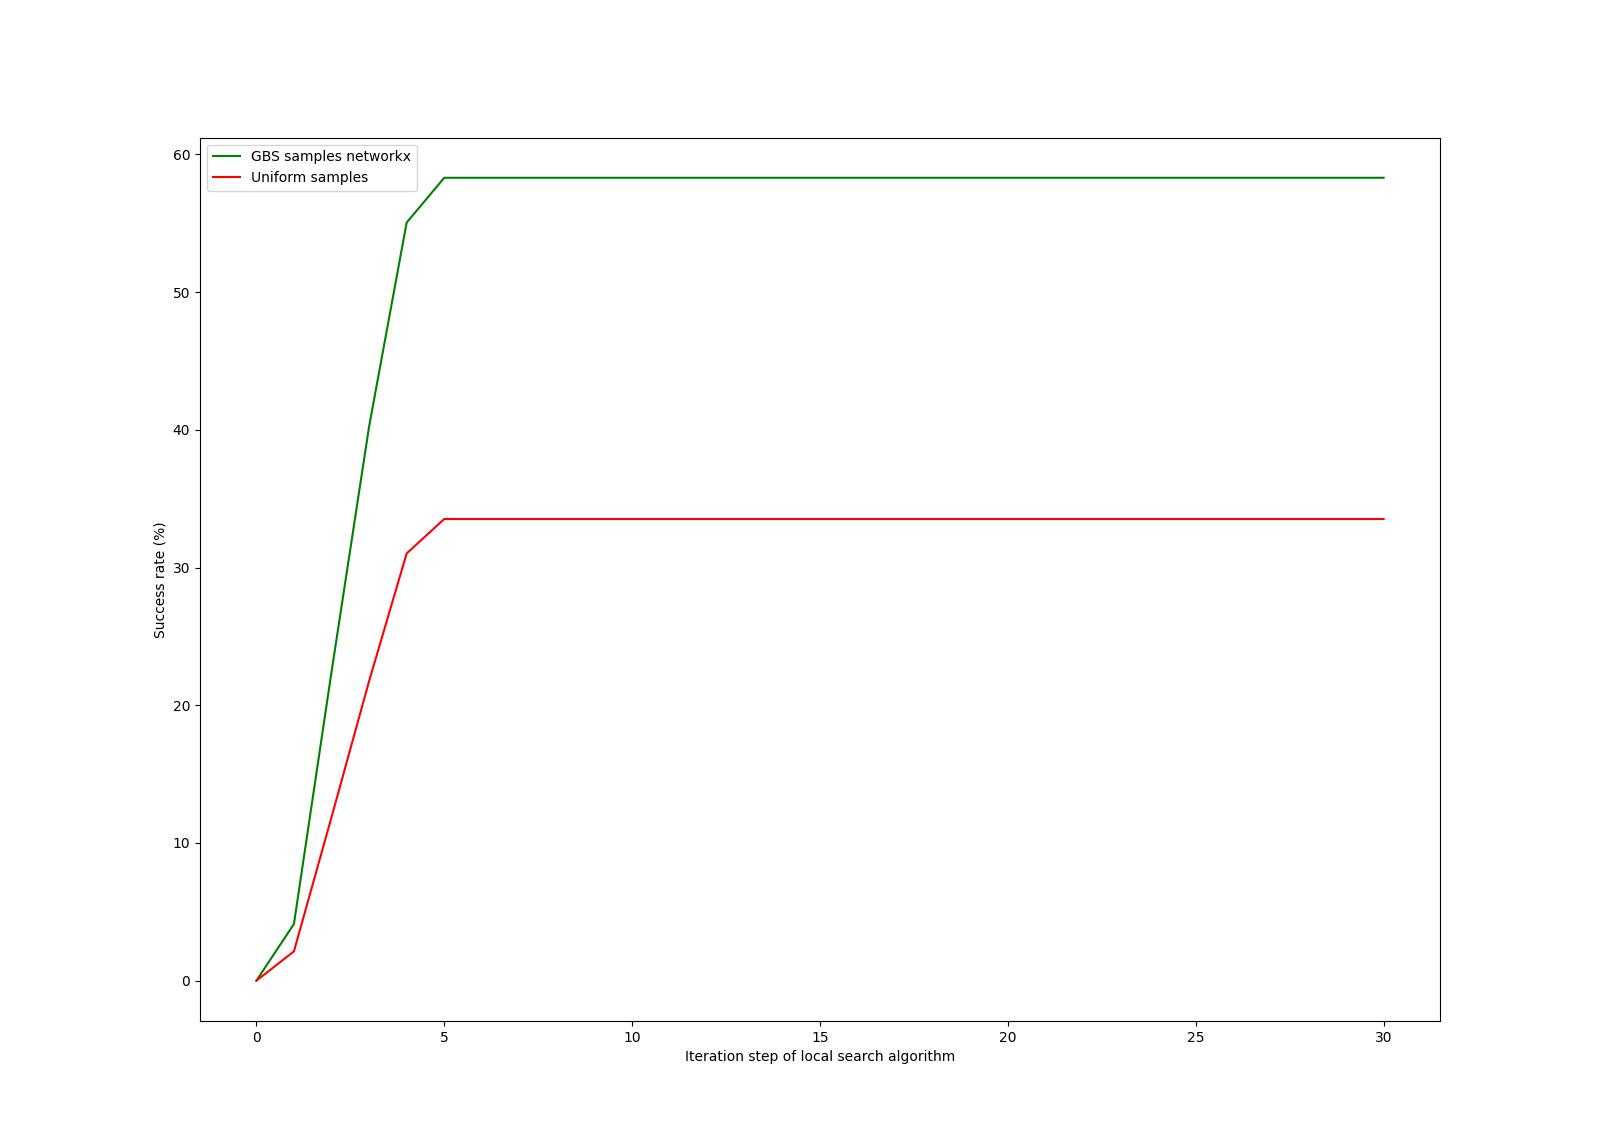 GBS samples networkx
Uniform samples
60
50
40
30
20
10
0
Success rate (%)
0 5 10 15 20 25 30
Iteration step of local search algorithm